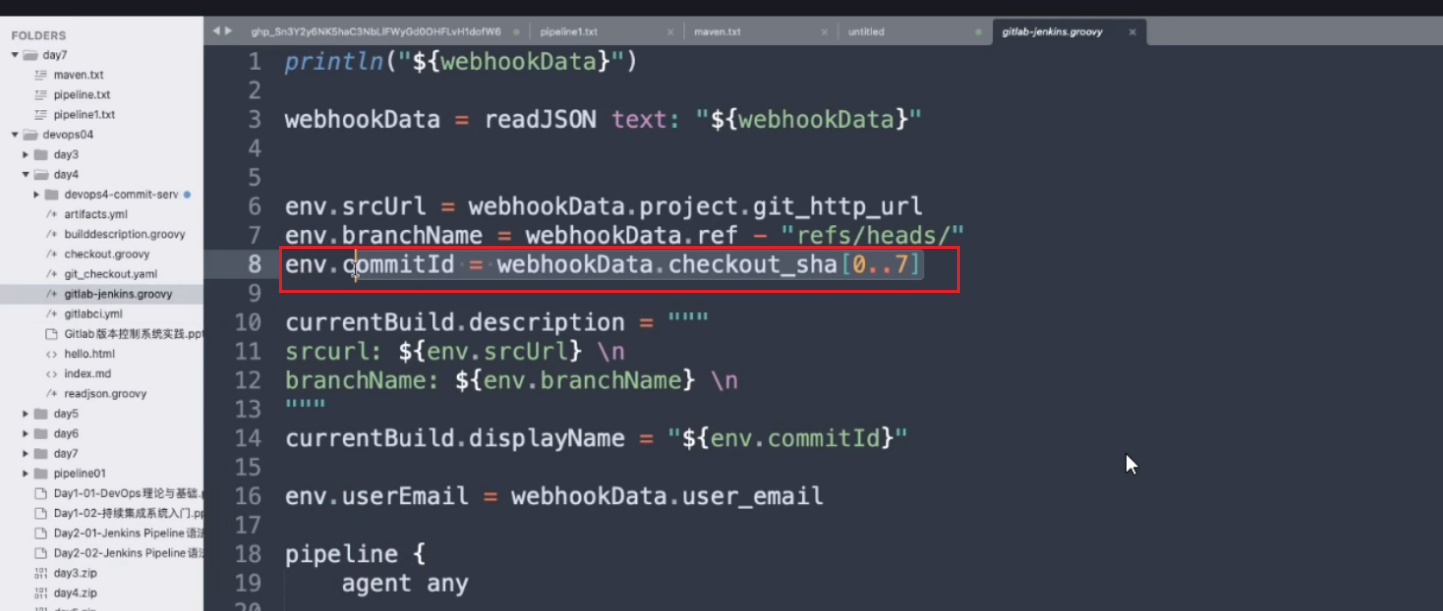 FOLDERS
day7
maven.txt
pipeline.txt
pipeline1.txt
devops04
day3
day4
devops4-commit-serv
artifacts.yml
builddescription.groovy
checkout.groovy
git_checkout.yaml
gitlab-jenkins.groovy
gitlabci.yml
Gitlab版本控制系统实践.ppt
hello.html
index.md
readjson.groovy
day5
day6
day7
pipeline01
Day1-01-DevOps理论与基础.
Day1-02-持续集成系统入门.pp
Day2-01-Jenkins Pipeline语
Day2-02-Jenkins Pipeline语
day3.zip
day4.zip
pipeline1.txt
maven.txt
untitled
gitlab-jenkins.groovy
1 println("${webhookData}")
2
3 webhookData = readJSON text: "${webhookData}"
4
5
6 env.srcUrl = webhookData.project.git_http_url
7 env.branchName = webhookData.ref - "refs/heads/"
8 env.commitId = webhookData.checkout_sha[0..7]
9
10 currentBuild.description = """
11 srcurl: ${env.srcUrl} \n
12 branchName: ${env.branchName} \n
13 """
14 currentBuild.displayName = "${env.commitId}"
15
16 env.userEmail = webhookData.user_email
17
18 pipeline {
19 agent any
20